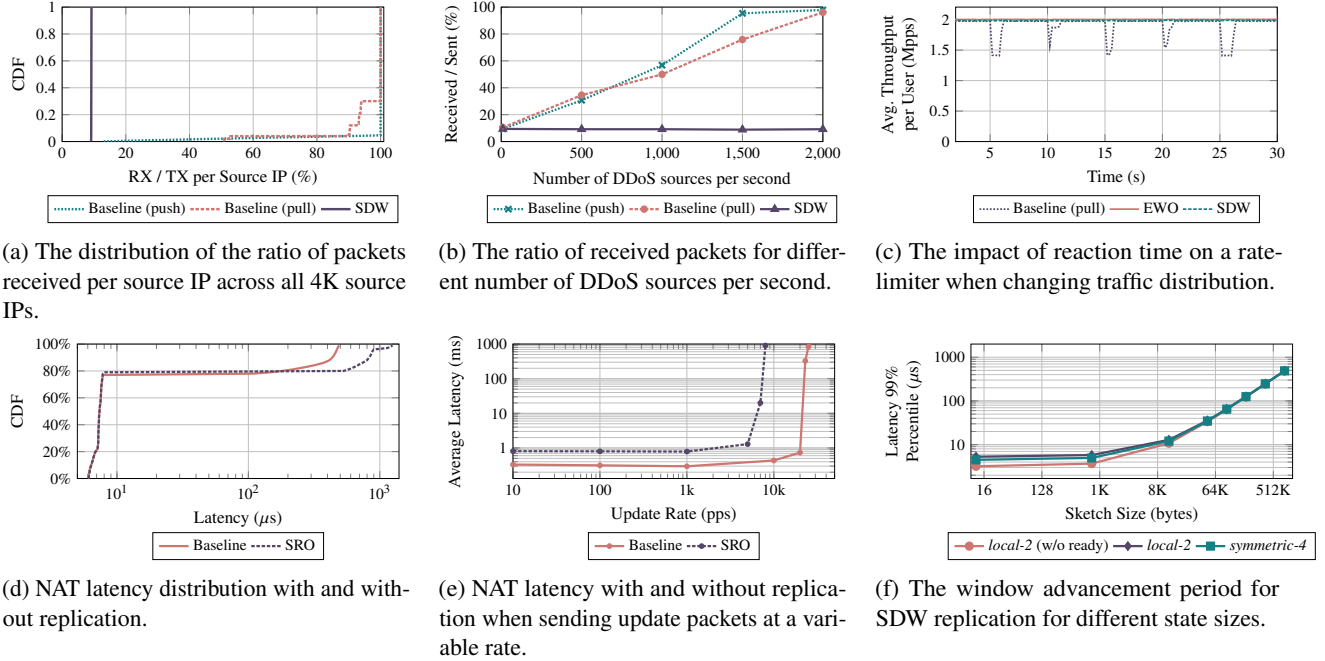 CDF
1
0.8
0.6
0.4
0.2
0
0 20 40 60 80 100
RX / TX per Source IP (%)
Baseline (push) Baseline (pull) SDW
(a) The distribution of the ratio of packets
received per source IP across all 4K source
IPs.
Received / Sent (%)
100
80
60
40
20
0
0 500 1,000 1,500 2,000
Number of DDoS sources per second
Baseline (push) Baseline (pull) SDW
(b) The ratio of received packets for differ-
ent number of DDoS sources per second.
Avg. Throughput
per User (Mpps)
2
1.5
1
0.5
0
5 10 15 20 25 30
Time (s)
Baseline (pull) EWO SDW
(c) The impact of reaction time on a rate-
limiter when changing traffic distribution.
CDF
100%
80%
60%
40%
20%
0%
10¹ 10² 10³
Latency (μs)
Baseline SRO
(d) NAT latency distribution with and with-
out replication.
Average Latency (ms)
1000
100
10
1
10 100 1k 10k
Update Rate (pps)
Baseline SRO
(e) NAT latency with and without replica-
tion when sending update packets at a vari-
able rate.
Latency 99%
Percentile (μs)
1000
100
10
16 128 1K 8K 64K 512K
Sketch Size (bytes)
local-2 (w/o ready) local-2 symmetric-4
(f) The window advancement period for
SDW replication for different state sizes.